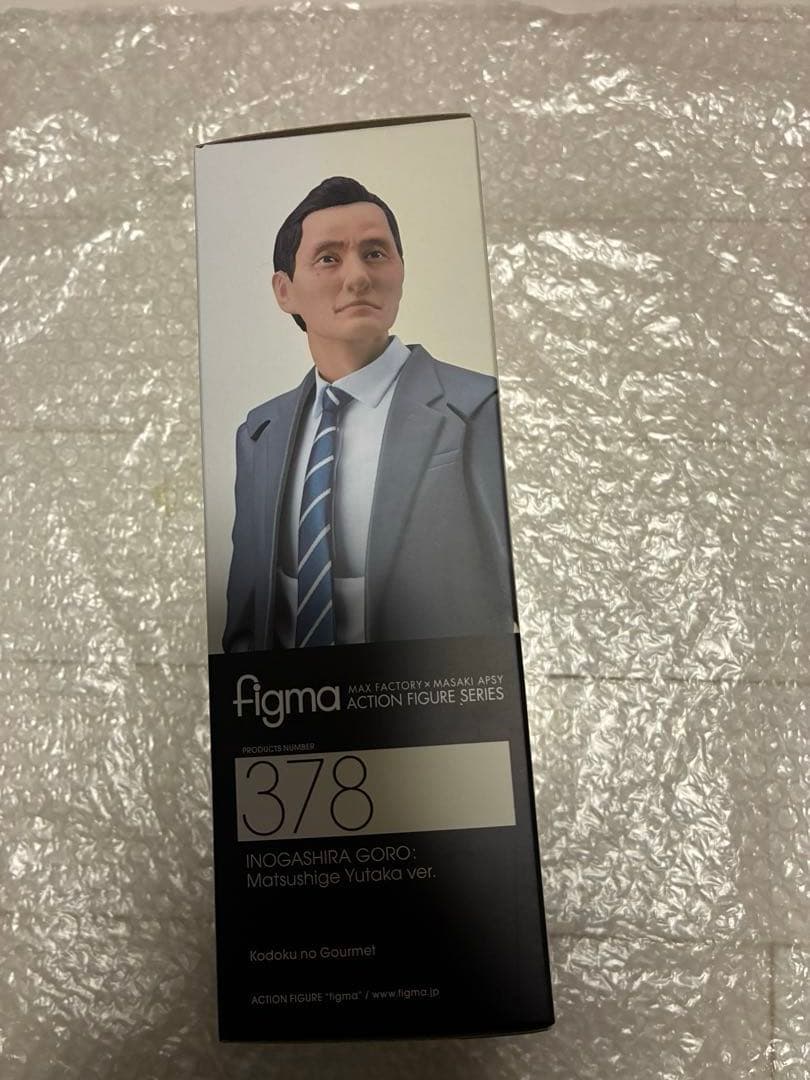 figma MAX FACTORY × MASAKI APSY
ACTION FIGURE SERIES
PRODUCTS NUMBER
378
INOGASHIRA GORO:
Matsushige Yutaka ver.
Kodoku no Gourmet
ACTION FIGURE "figma" / www.figma.jp